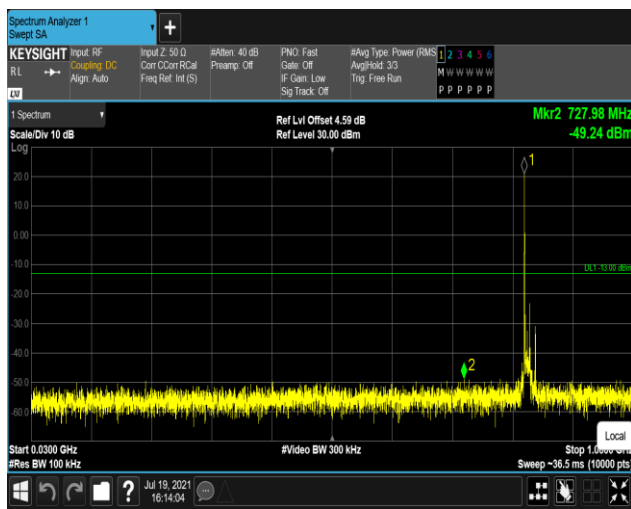 Spectrum Analyzer 1
Swept SA
+
KEYSIGHT
RL
LXI
Input: RF
Coupling: DC
Align: Auto
Input Z: 50 Ω
Corr CCorr RCal
Freq Ref: Int (S)
#Atten: 40 dB
Preamp: Off
PNO: Fast
Gate: Off
IF Gain: Low
Sig Track: Off
#Avg Type: Power (RMS
Avg|Hold: 3/3
Trig: Free Run
1 2 3 4 5 6
M W W W W W
P P P P P P
1 Spectrum
Scale/Div 10 dB
Log
Ref Lvl Offset 4.59 dB
Ref Level 30.00 dBm
Mkr2 727.98 MHz
-49.24 dBm
1
20.0
10.0
0.00
-10.0
DL1 -13.00 dBm
-20.0
-30.0
-40.0
2
-50.0
-60.0
Local
Start 0.0300 GHz
#Res BW 100 kHz
#Video BW 300 kHz
Stop 1.0000 GHz
Sweep ~36.5 ms (10000 pts)
?
Jul 19, 2021
16:14:04